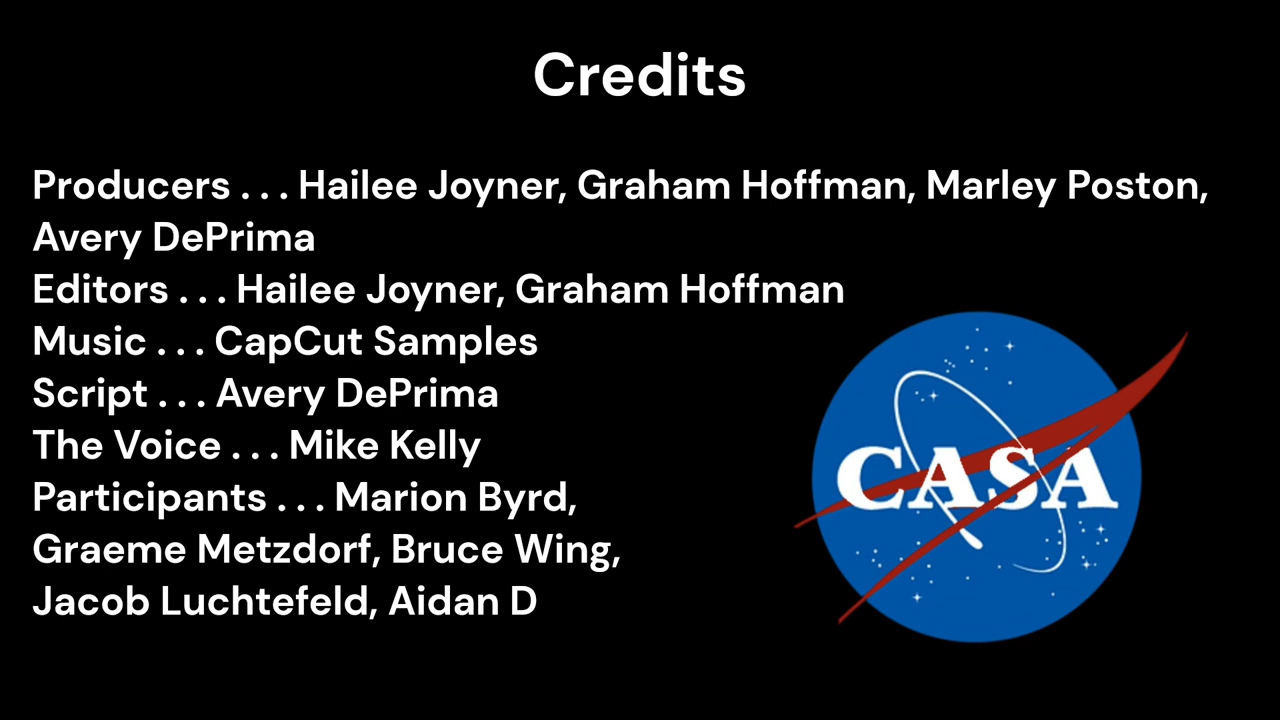 Credits
Producers . . . Hailee Joyner, Graham Hoffman, Marley Poston,
Avery DePrima
Editors . . . Hailee Joyner, Graham Hoffman
Music . . . CapCut Samples
Script . . . Avery DePrima
The Voice . . . Mike Kelly
Participants . . . Marion Byrd,
Graeme Metzdorf, Bruce Wing,
Jacob Luchtefeld, Aidan D
CASA